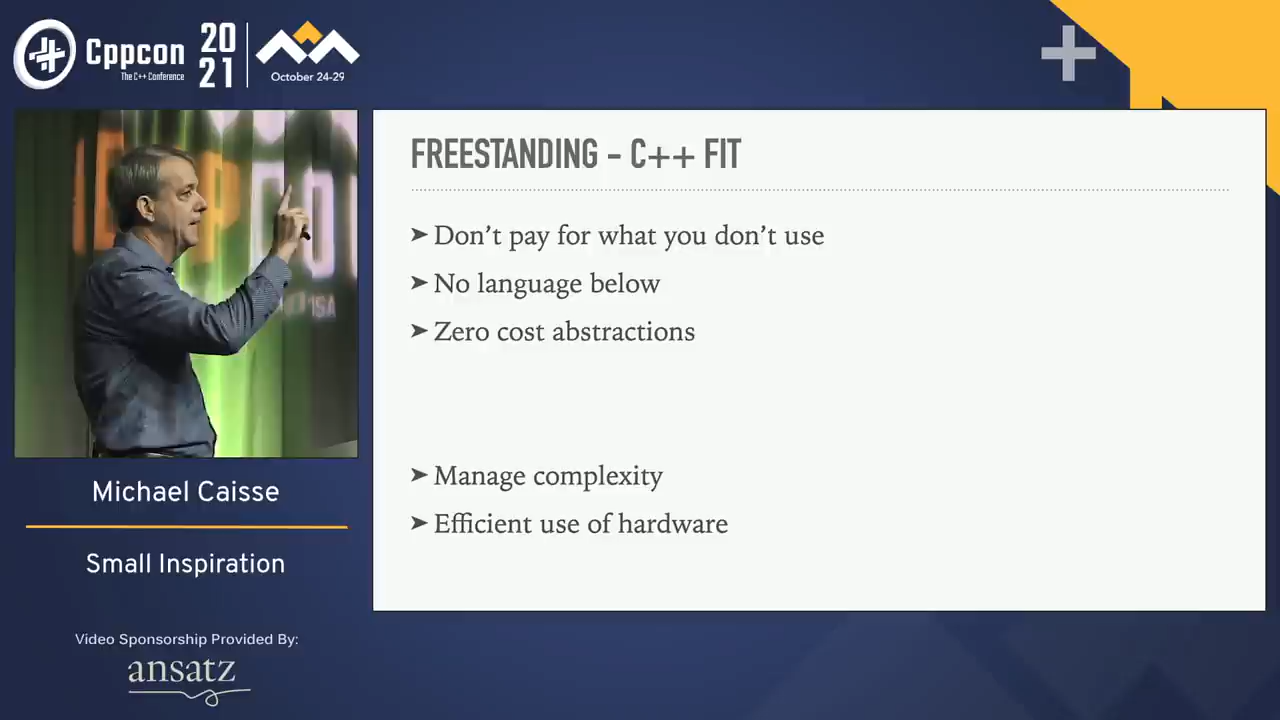 Cppcon
The C++ Conference
20
21
October 24-29
FREESTANDING - C++ FIT
➤ Don't pay for what you don't use
➤ No language below
➤ Zero cost abstractions
➤ Manage complexity
➤ Efficient use of hardware
Michael Caisse
Small Inspiration
Video Sponsorship Provided By:
ansatz